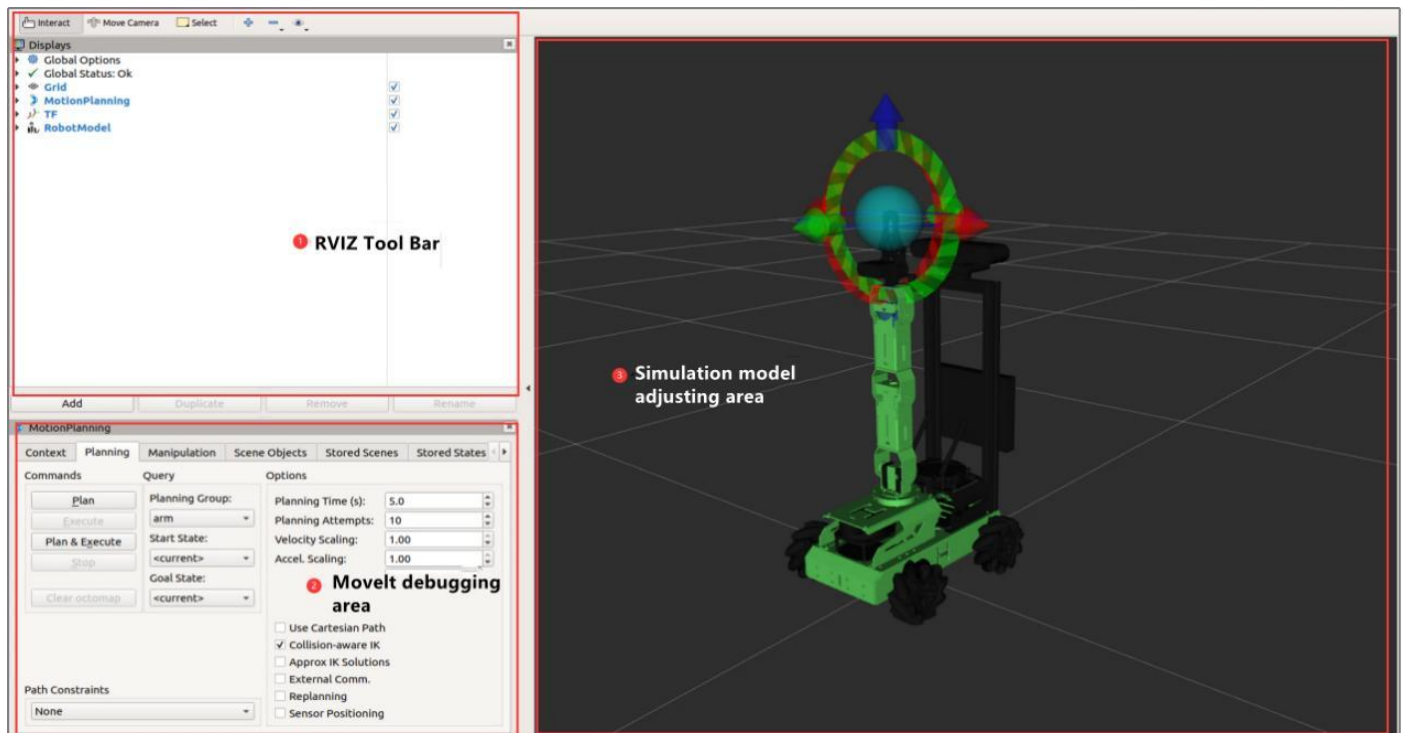 Interact Move Camera Select
Displays
Global Options
Global Status: Ok
Grid
MotionPlanning
TF
RobotModel
1 RVIZ Tool Bar
Add Duplicate Remove Rename
MotionPlanning
Context Planning Manipulation Scene Objects Stored Scenes Stored States
Commands Query Options
Plan
Execute
Plan & Execute
Stop
Clear octomap
Planning Group:
arm
Start State:
<current>
Goal State:
<current>
Planning Time (s): 5.0
Planning Attempts: 10
Velocity Scaling: 1.00
Accel. Scaling: 1.00
2 MoveIt debugging
area
Use Cartesian Path
Collision-aware IK
Approx IK Solutions
External Comm.
Replanning
Sensor Positioning
Path Constraints
None
3 Simulation model
adjusting area